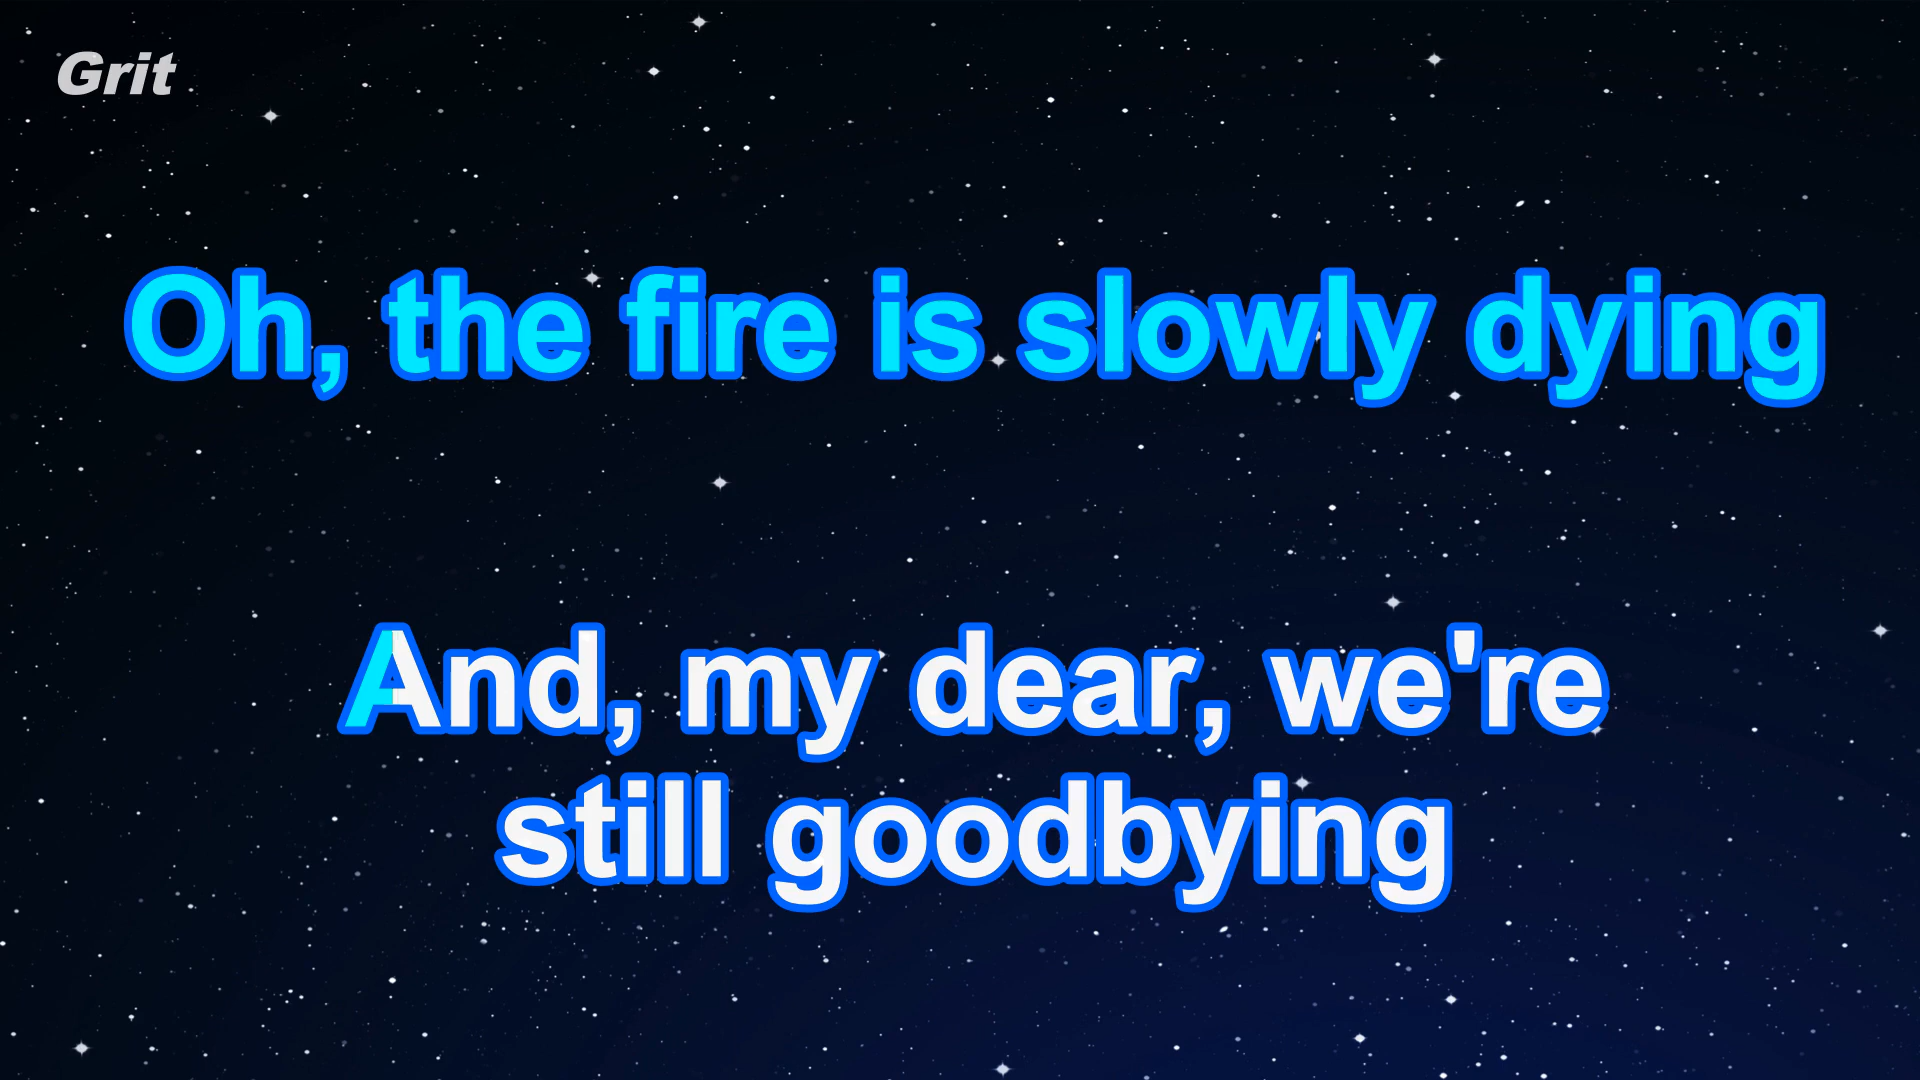 Grit
Oh, the fire is slowly dying
And, my dear, we're
still goodbying